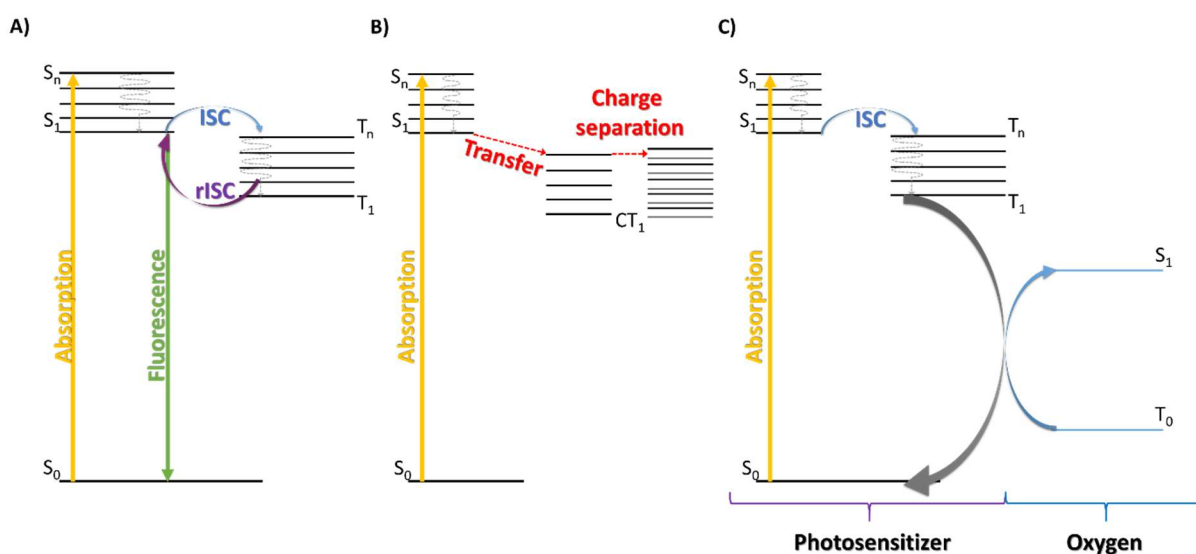 A)
Sn
S1
S0
Absorption
Fluorescence
ISC
rISC
Tn
T1
B)
Sn
S1
S0
Absorption
Transfer
Charge
separation
CT1
C)
Sn
S1
S0
Absorption
ISC
Tn
T1
S1
T0
Photosensitizer
Oxygen